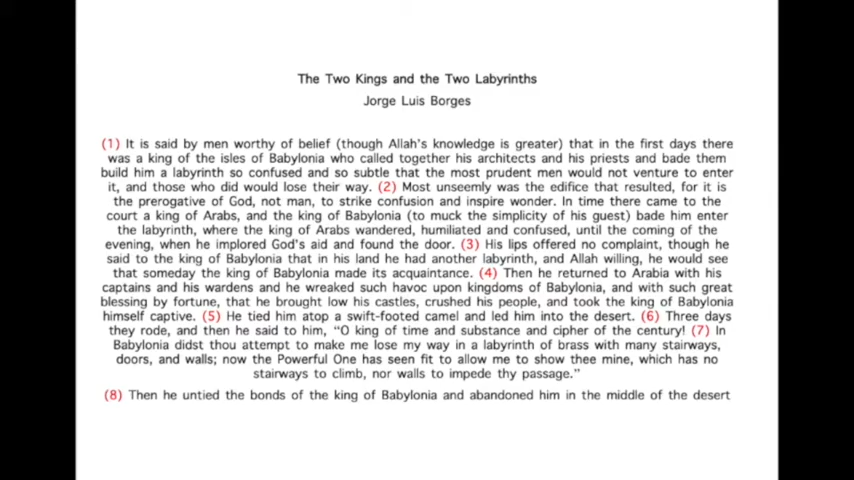 The Two Kings and the Two Labyrinths
Jorge Luis Borges
(1) It is said by men worthy of belief (though Allah's knowledge is greater) that in the first days there
was a king of the isles of Babylonia who called together his architects and his priests and bade them
build him a labyrinth so confused and so subtle that the most prudent men would not venture to enter
it, and those who did would lose their way. (2) Most unseemly was the edifice that resulted, for it is
the prerogative of God, not man, to strike confusion and inspire wonder. In time there came to the
court a king of Arabs, and the king of Babylonia (to muck the simplicity of his guest) bade him enter
the labyrinth, where the king of Arabs wandered, humiliated and confused, until the coming of the
evening, when he implored God's aid and found the door. (3) His lips offered no complaint, though he
said to the king of Babylonia that in his land he had another labyrinth, and Allah willing, he would see
that someday the king of Babylonia made its acquaintance. (4) Then he returned to Arabia with his
captains and his wardens and he wreaked such havoc upon kingdoms of Babylonia, and with such great
blessing by fortune, that he brought low his castles, crushed his people, and took the king of Babylonia
himself captive. (5) He tied him atop a swift-footed camel and led him into the desert. (6) Three days
they rode, and then he said to him, "O king of time and substance and cipher of the century! (7) In
Babylonia didst thou attempt to make me lose my way in a labyrinth of brass with many stairways,
doors, and walls; now the Powerful One has seen fit to allow me to show thee mine, which has no
stairways to climb, nor walls to impede thy passage."
(8) Then he untied the bonds of the king of Babylonia and abandoned him in the middle of the desert